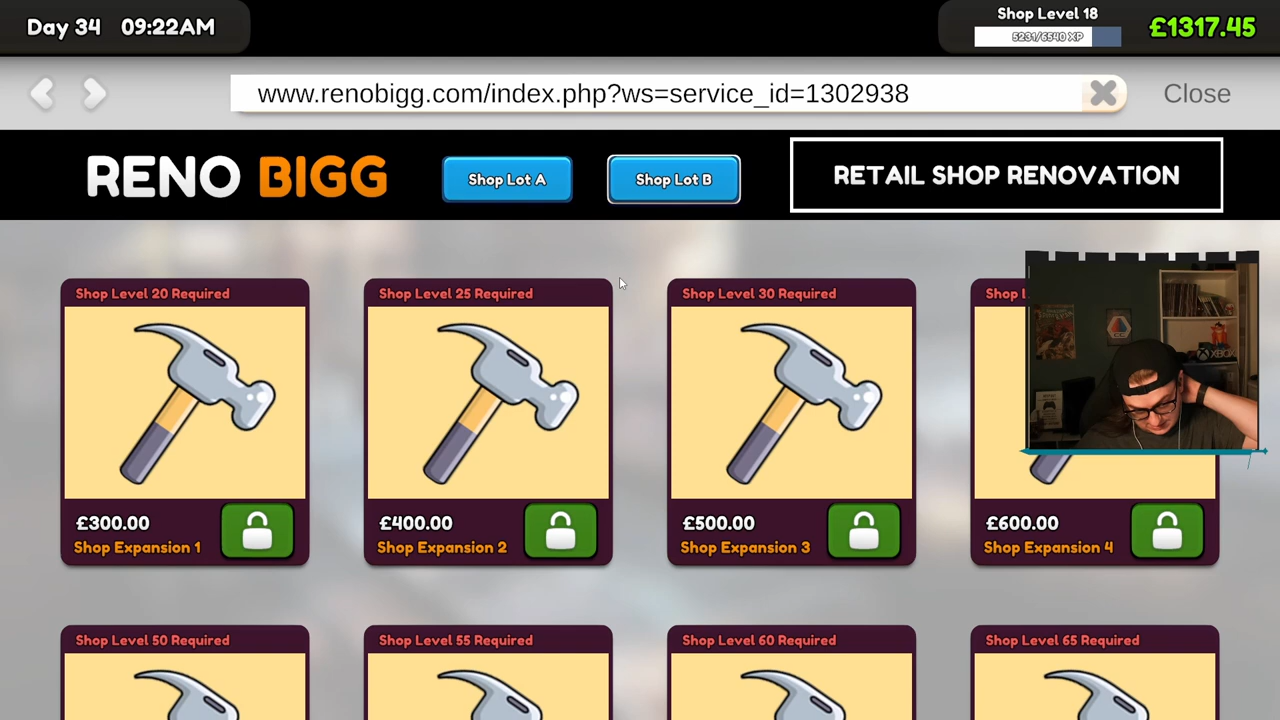 Day 34 09:22AM
Shop Level 18
5231/6540 XP
£1317.45
www.renobigg.com/index.php?ws=service_id=1302938
Close
RENO BIGG
Shop Lot A
Shop Lot B
RETAIL SHOP RENOVATION
Shop Level 20 Required
£300.00
Shop Expansion 1
Shop Level 25 Required
£400.00
Shop Expansion 2
Shop Level 30 Required
£500.00
Shop Expansion 3
Shop
£600.00
Shop Expansion 4
Shop Level 50 Required
Shop Level 55 Required
Shop Level 60 Required
Shop Level 65 Required
XBOX